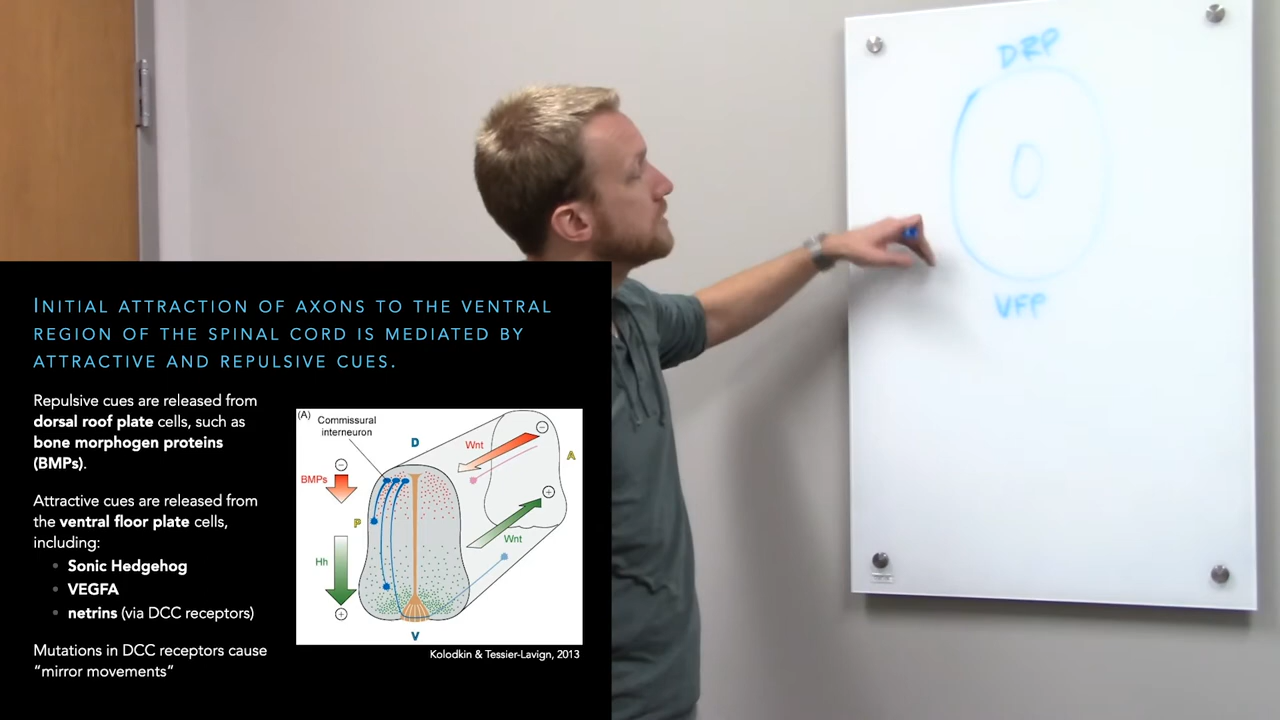 DRP
VFP
INITIAL ATTRACTION OF AXONS TO THE VENTRAL
REGION OF THE SPINAL CORD IS MEDIATED BY
ATTRACTIVE AND REPULSIVE CUES.
Repulsive cues are released from
dorsal roof plate cells, such as
bone morphogen proteins
(BMPs).
Attractive cues are released from
the ventral floor plate cells,
including:
• Sonic Hedgehog
• VEGFA
• netrins (via DCC receptors)
Mutations in DCC receptors cause
“mirror movements”
(A)
Commissural
interneuron
D
Wnt
−
A
BMPs
−
P
+
Wnt
Hh
+
V
Kolodkin & Tessier-Lavign, 2013